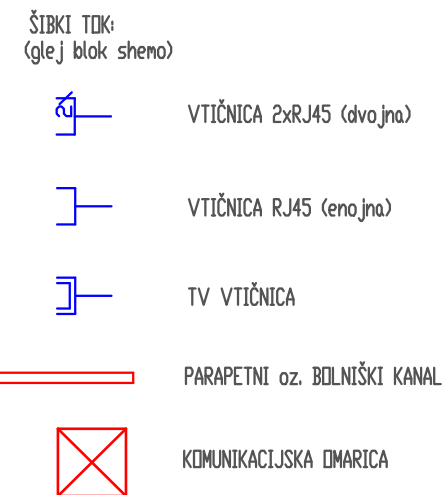 ŠIBKI TOK:
(glej blok shemo)
2x
VTIČNICA 2xRJ45 (dvojna)
VTIČNICA RJ45 (enojna)
TV VTIČNICA
PARAPETNI oz. BOLNIŠKI KANAL
KOMUNIKACIJSKA OMARICA